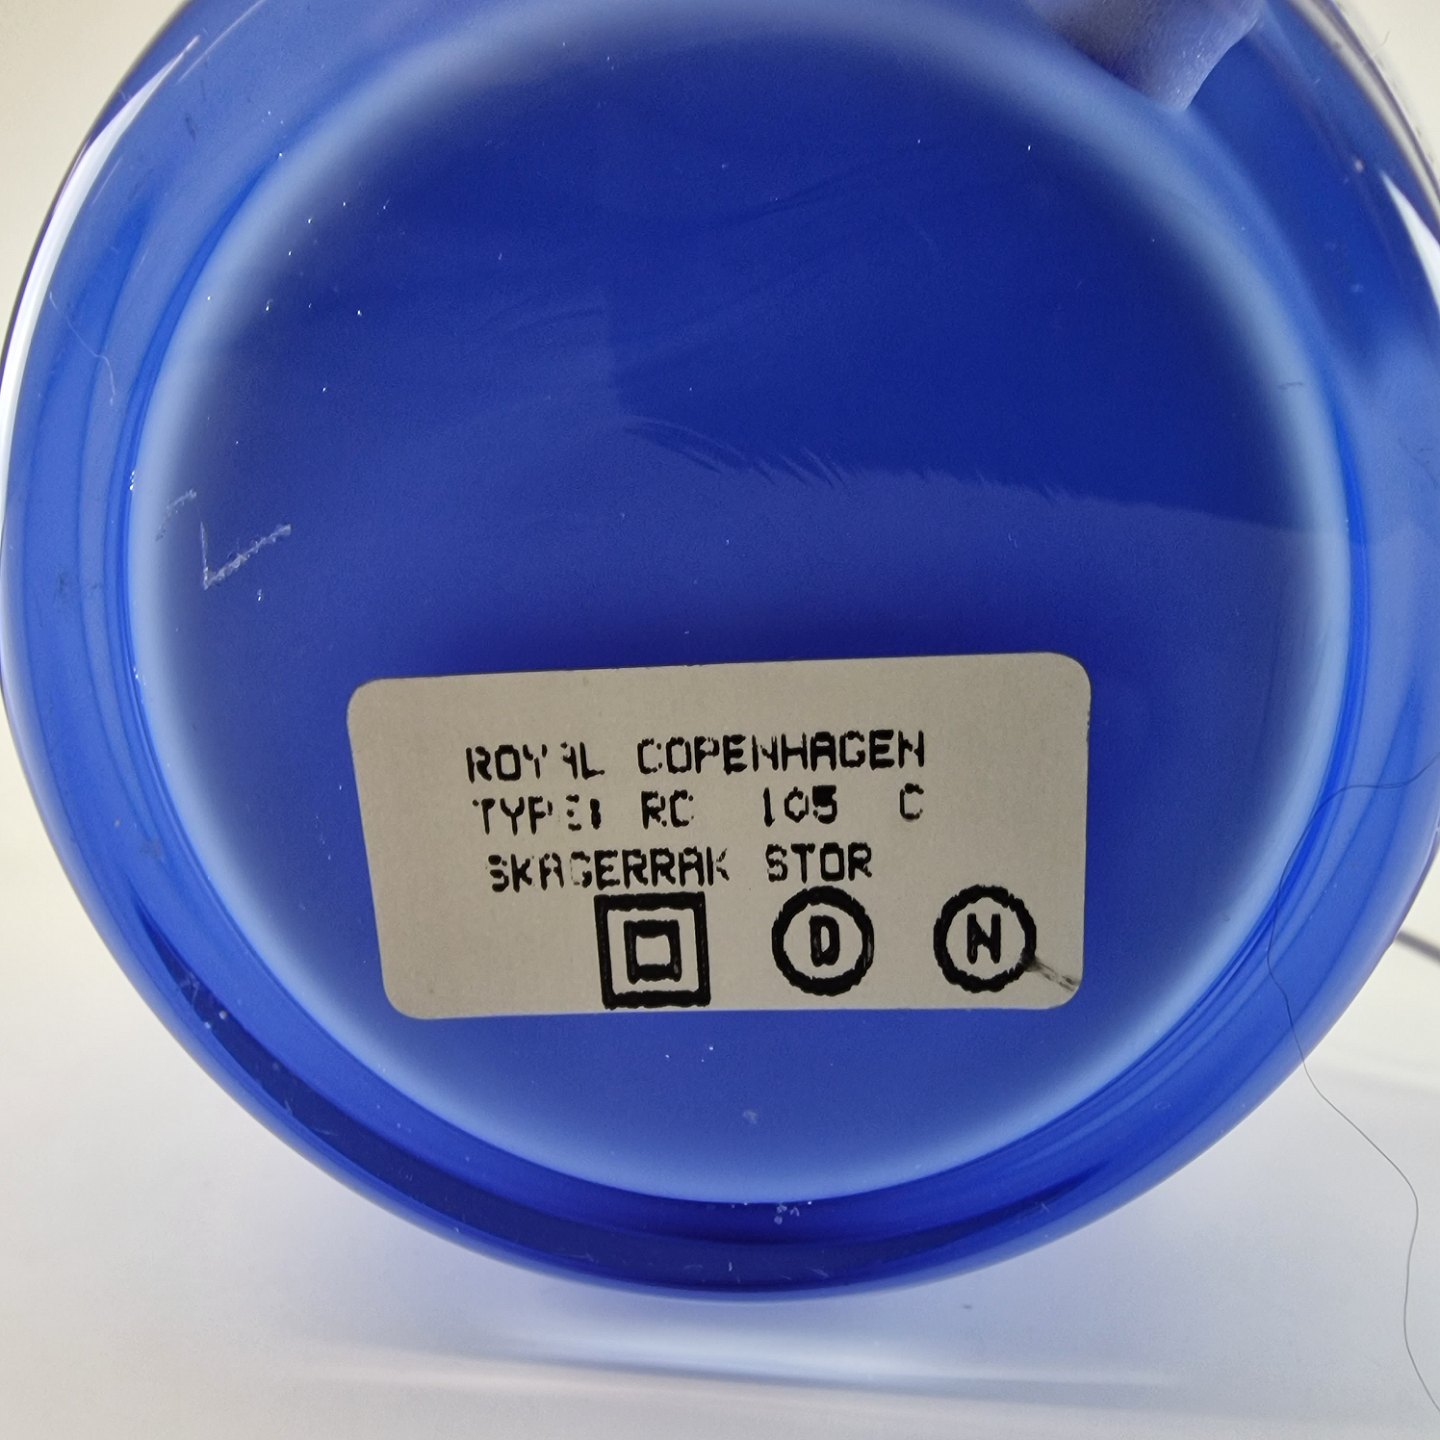 ROYAL COPENHAGEN
TYPE: RC 105 C
SKAGERRAK STOR
D N